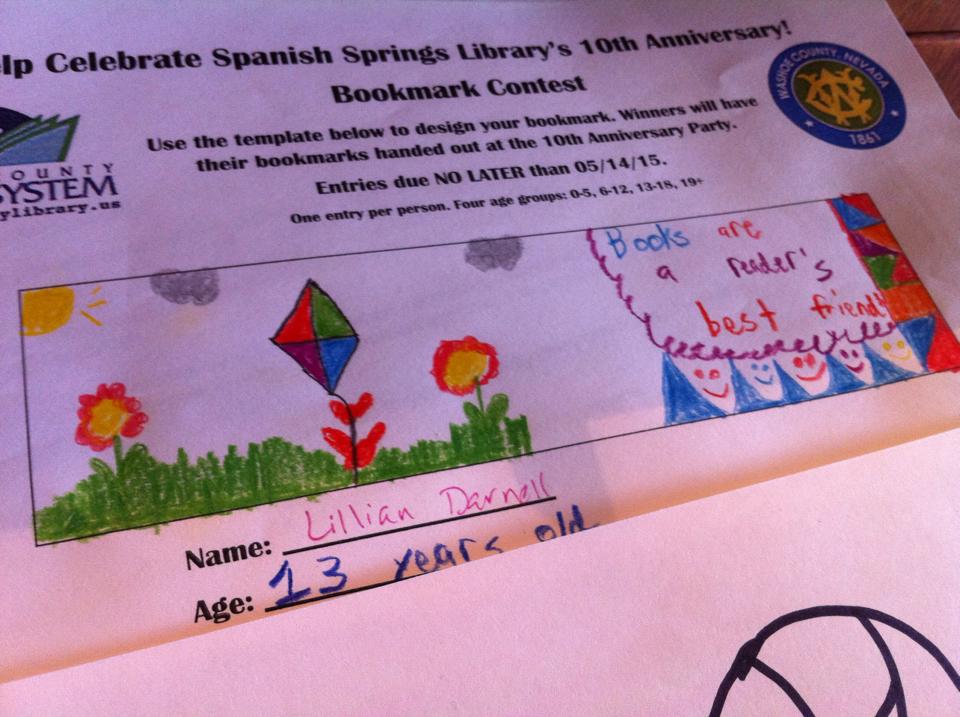 lp Celebrate Spanish Springs Library's 10th Anniversary!
Bookmark Contest
Use the template below to design your bookmark. Winners will have
their bookmarks handed out at the 10th Anniversary Party.
Entries due NO LATER than 05/14/15.
One entry per person. Four age groups: 0-5, 6-12, 13-18, 19+
OUNTY
YSTEM
ylibrary.us
WASHOE COUNTY, NEVADA
1861
Books are
a reader's
best friend!
Name: Lillian Darnell
Age: 13 years old